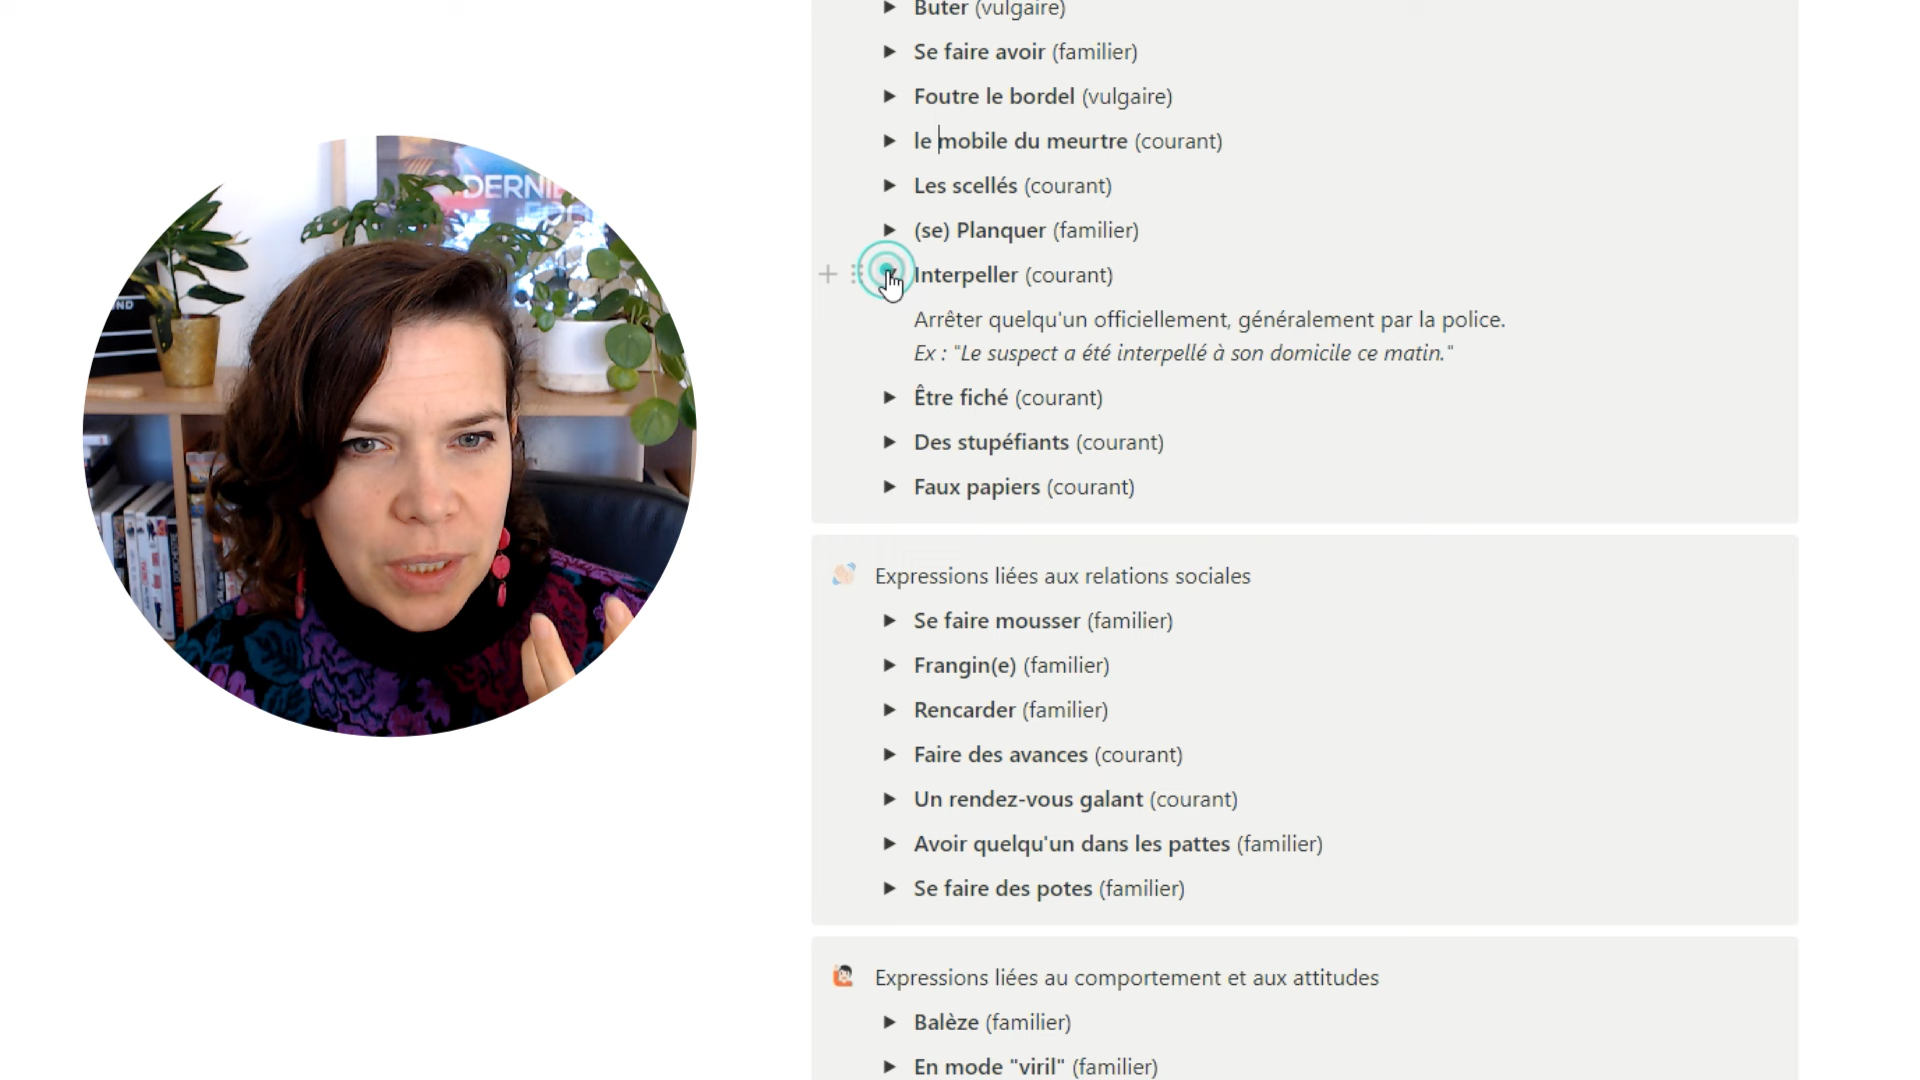 Buter (vulgaire)
Se faire avoir (familier)
Foutre le bordel (vulgaire)
le mobile du meurtre (courant)
Les scellés (courant)
(se) Planquer (familier)
Interpeller (courant)
Arrêter quelqu'un officiellement, généralement par la police.
Ex : "Le suspect a été interpellé à son domicile ce matin."
Être fiché (courant)
Des stupéfiants (courant)
Faux papiers (courant)
Expressions liées aux relations sociales
Se faire mousser (familier)
Frangin(e) (familier)
Rencarder (familier)
Faire des avances (courant)
Un rendez-vous galant (courant)
Avoir quelqu'un dans les pattes (familier)
Se faire des potes (familier)
Expressions liées au comportement et aux attitudes
Balèze (familier)
En mode "viril" (familier)